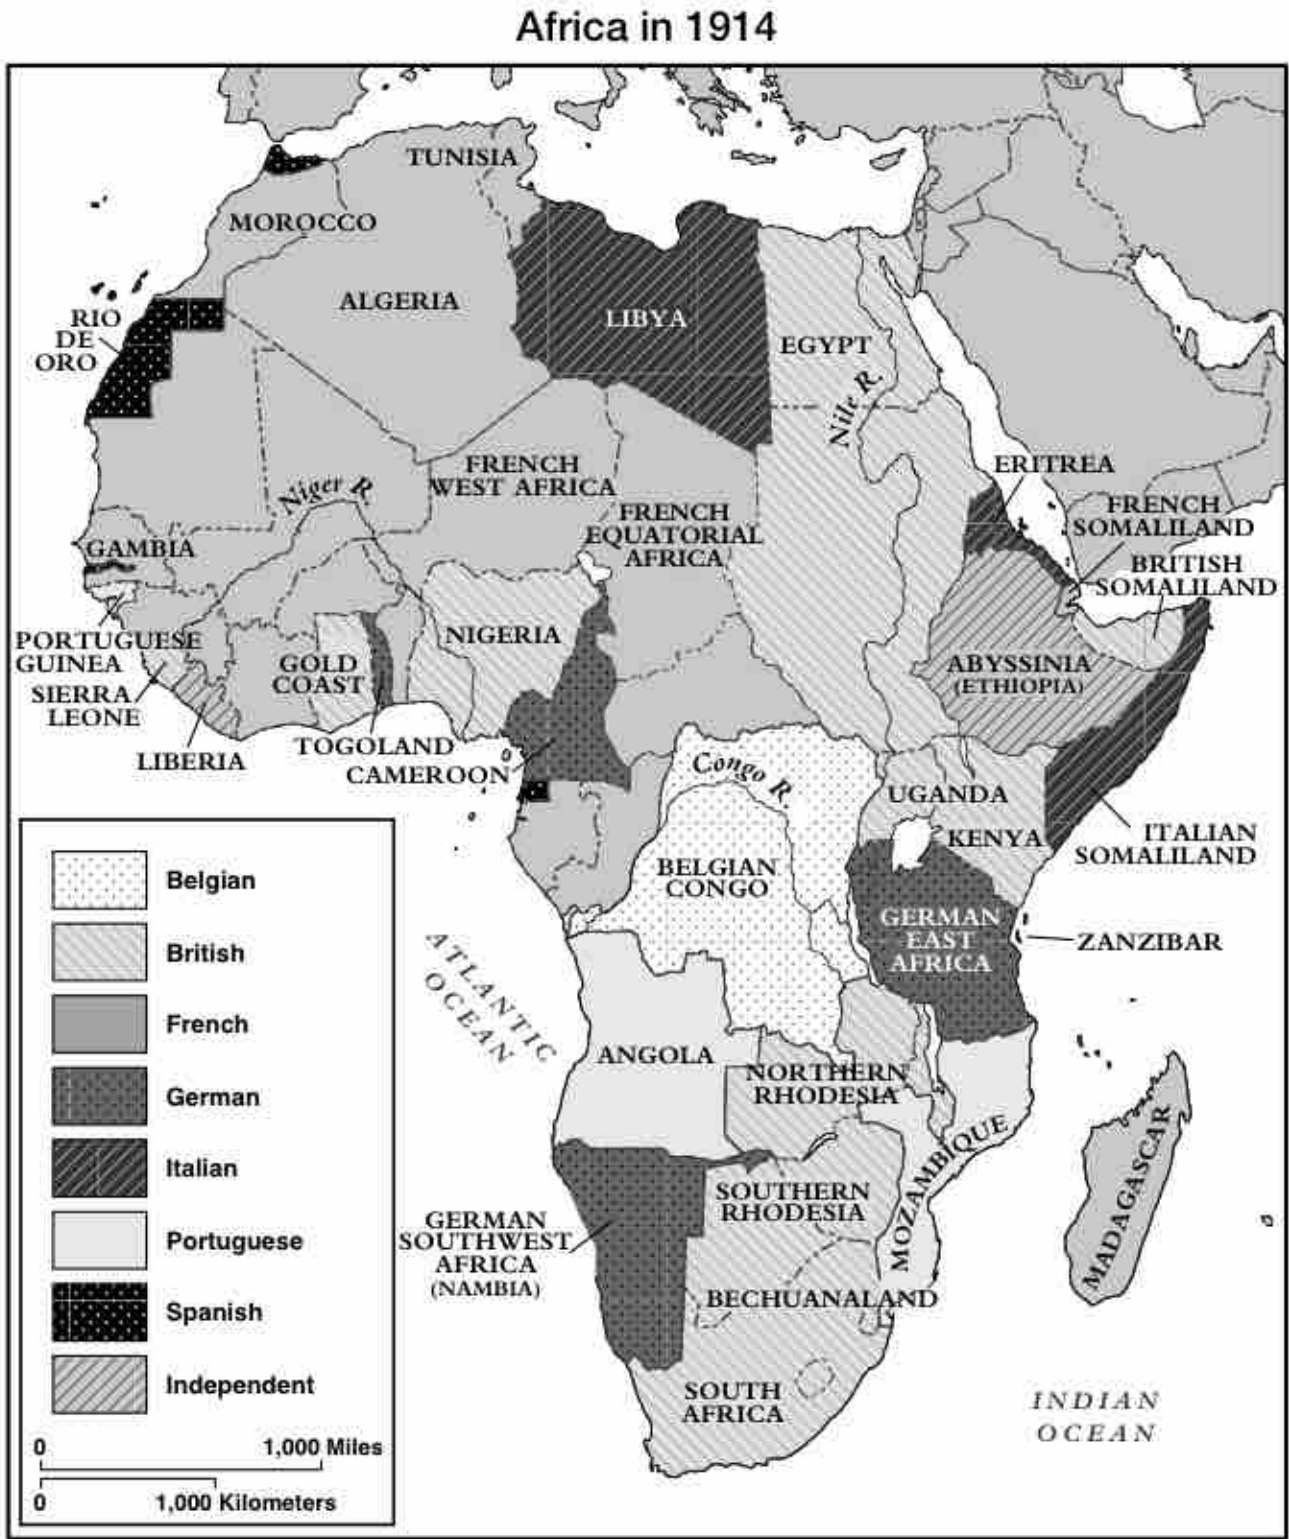 Africa in 1914
TUNISIA
MOROCCO
ALGERIA
LIBYA
EGYPT
Nile R.
RIO
DE
ORO
FRENCH
WEST AFRICA
Niger R.
FRENCH
EQUATORIAL
AFRICA
ERITREA
FRENCH
SOMALILAND
BRITISH
SOMALILAND
GAMBIA
PORTUGUESE
GUINEA
SIERRA
LEONE
LIBERIA
GOLD
COAST
TOGOLAND
NIGERIA
CAMEROON
ABYSSINIA
(ETHIOPIA)
Congo R.
UGANDA
KENYA
ITALIAN
SOMALILAND
BELGIAN
CONGO
GERMAN
EAST
AFRICA
ZANZIBAR
ATLANTIC
OCEAN
ANGOLA
NORTHERN
RHODESIA
MOZAMBIQUE
SOUTHERN
RHODESIA
MADAGASCAR
GERMAN
SOUTHWEST
AFRICA
(NAMBIA)
BECHUANALAND
SOUTH
AFRICA
INDIAN
OCEAN
Belgian
British
French
German
Italian
Portuguese
Spanish
Independent
0 1,000 Miles
0 1,000 Kilometers